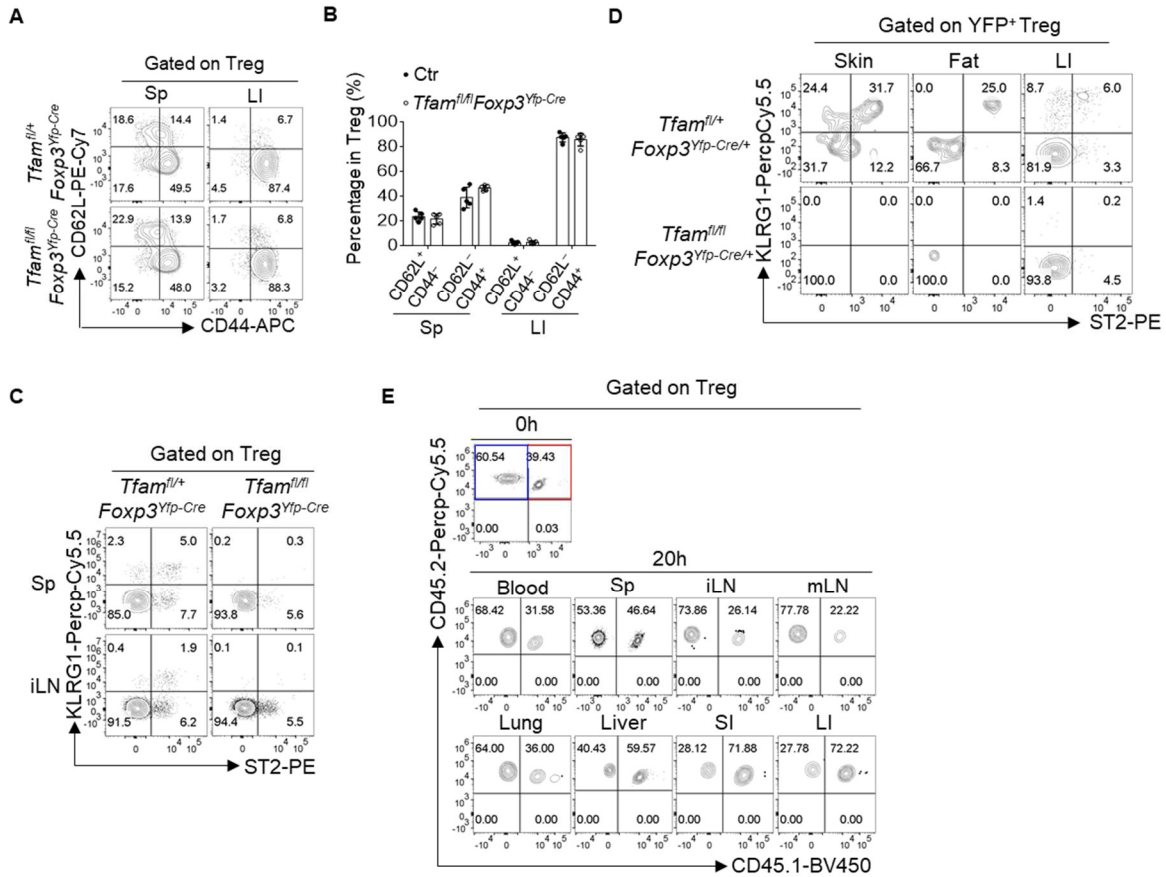 A
Gated on Treg
Sp LI
Tfam^fl/+
Foxp3^Yfp-Cre
Tfam^fl/fl
Foxp3^Yfp-Cre
CD62L-PE-Cy7
18.6 14.4 1.4 6.7
17.6 49.5 4.5 87.4
22.9 13.9 1.7 6.8
15.2 48.0 3.2 88.3
CD44-APC
B
Ctr
Tfam^fl/fl Foxp3^Yfp-Cre
Percentage in Treg (%)
100
80
60
40
20
0
CD62L+ CD44− CD62L− CD44+ CD62L+ CD44− CD62L− CD44+
Sp LI
D
Gated on YFP+ Treg
Skin Fat LI
Tfam^fl/+
Foxp3^Yfp-Cre/+
24.4 31.7 0.0 25.0 8.7 6.0
31.7 12.2 66.7 8.3 81.9 3.3
Tfam^fl/fl
Foxp3^Yfp-Cre/+
0.0 0.0 0.0 0.0 1.4 0.2
100.0 0.0 100.0 0.0 93.8 4.5
KLRG1-PercpCy5.5
ST2-PE
C
Gated on Treg
Tfam^fl/+ Tfam^fl/fl
Foxp3^Yfp-Cre Foxp3^Yfp-Cre
KLRG1-Percp-Cy5.5
Sp
2.3 5.0 0.2 0.3
85.0 7.7 93.8 5.6
iLN
0.4 1.9 0.1 0.1
91.5 6.2 94.4 5.5
ST2-PE
E
Gated on Treg
0h
60.54 39.43
0.00 0.03
CD45.2-Percp-Cy5.5
20h
Blood Sp iLN mLN
68.42 31.58 53.36 46.64 73.86 26.14 77.78 22.22
0.00 0.00 0.00 0.00 0.00 0.00 0.00 0.00
Lung Liver SI LI
64.00 36.00 40.43 59.57 28.12 71.88 27.78 72.22
0.00 0.00 0.00 0.00 0.00 0.00 0.00 0.00
CD45.1-BV450